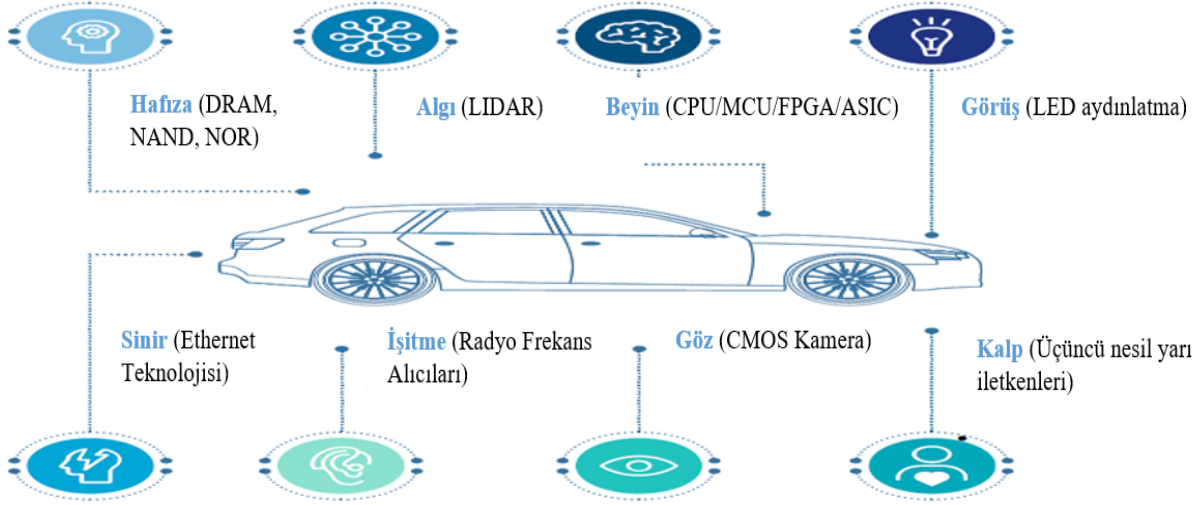 Hafıza (DRAM,
NAND, NOR)
Algı (LIDAR)
Beyin (CPU/MCU/FPGA/ASIC)
Görüş (LED aydınlatma)
Sinir (Ethernet
Teknolojisi)
İşitme (Radyo Frekans
Alıcıları)
Göz (CMOS Kamera)
Kalp (Üçüncü nesil yarı
iletkenleri)